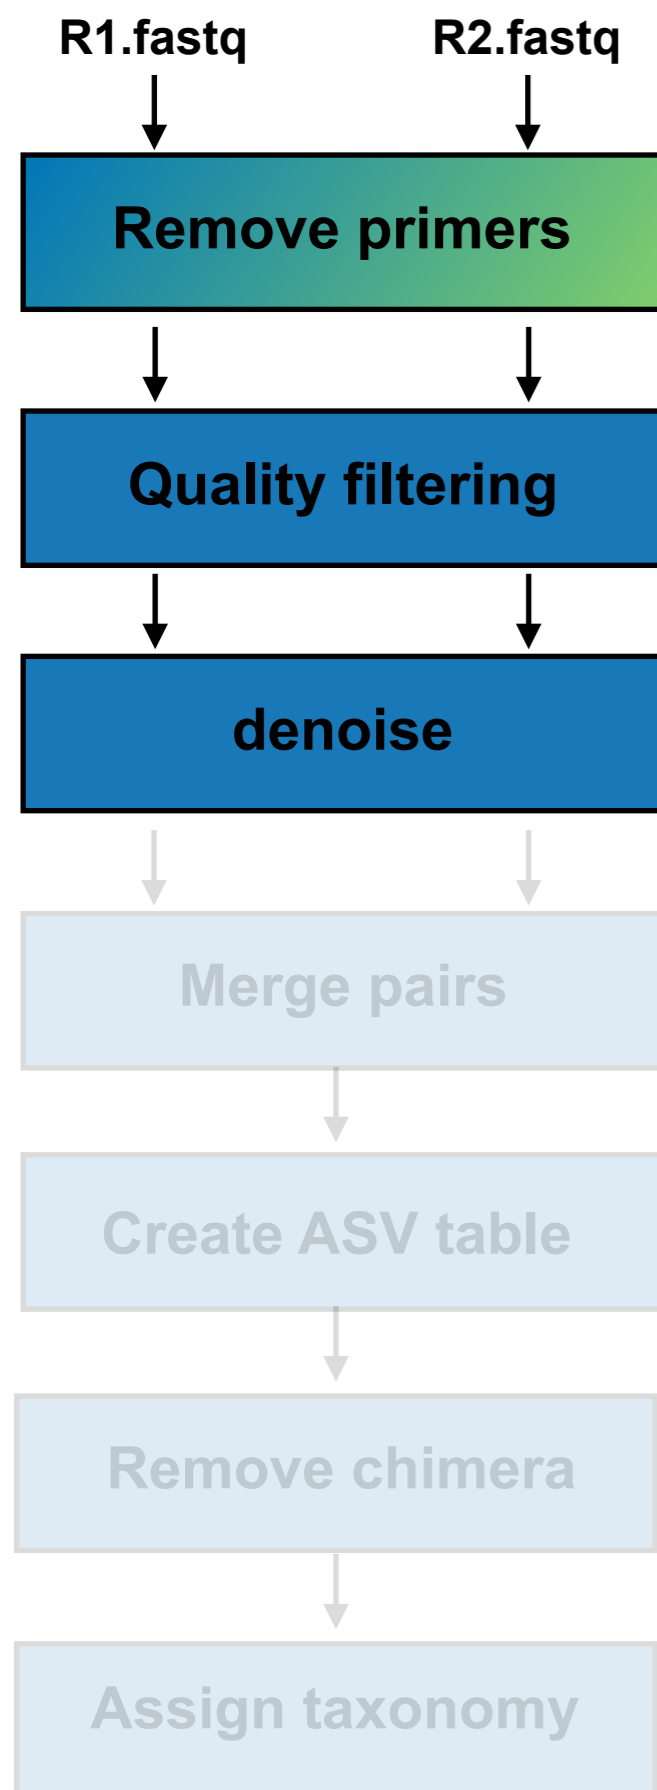 R1.fastq R2.fastq
Remove primers
Quality filtering
denoise
Merge pairs
Create ASV table
Remove chimera
Assign taxonomy